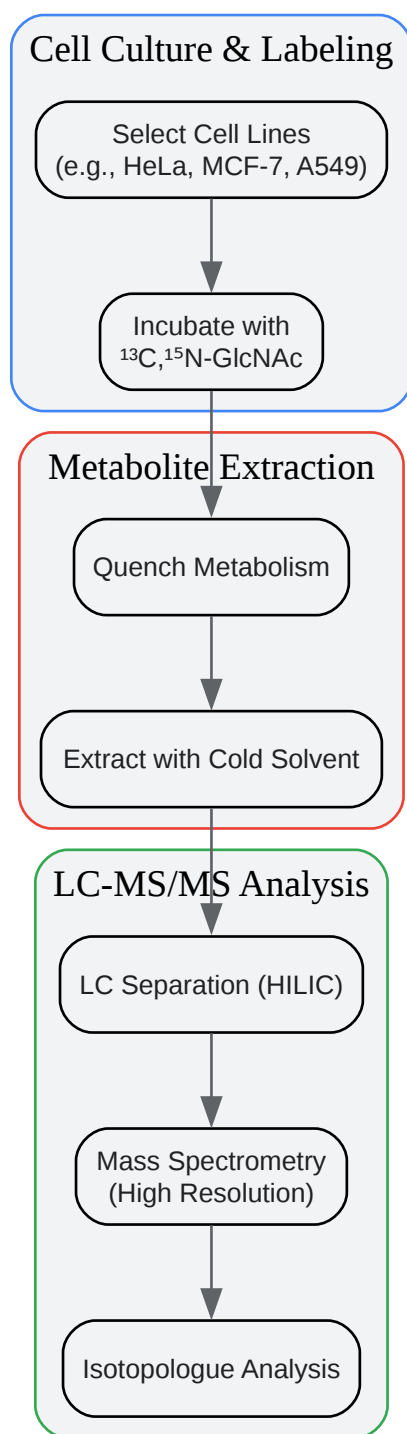 Cell Culture & Labeling
Select Cell Lines
(e.g., HeLa, MCF-7, A549)
Incubate with
¹³C,¹⁵N-GlcNAc
Metabolite Extraction
Quench Metabolism
Extract with Cold Solvent
LC-MS/MS Analysis
LC Separation (HILIC)
Mass Spectrometry
(High Resolution)
Isotopologue Analysis